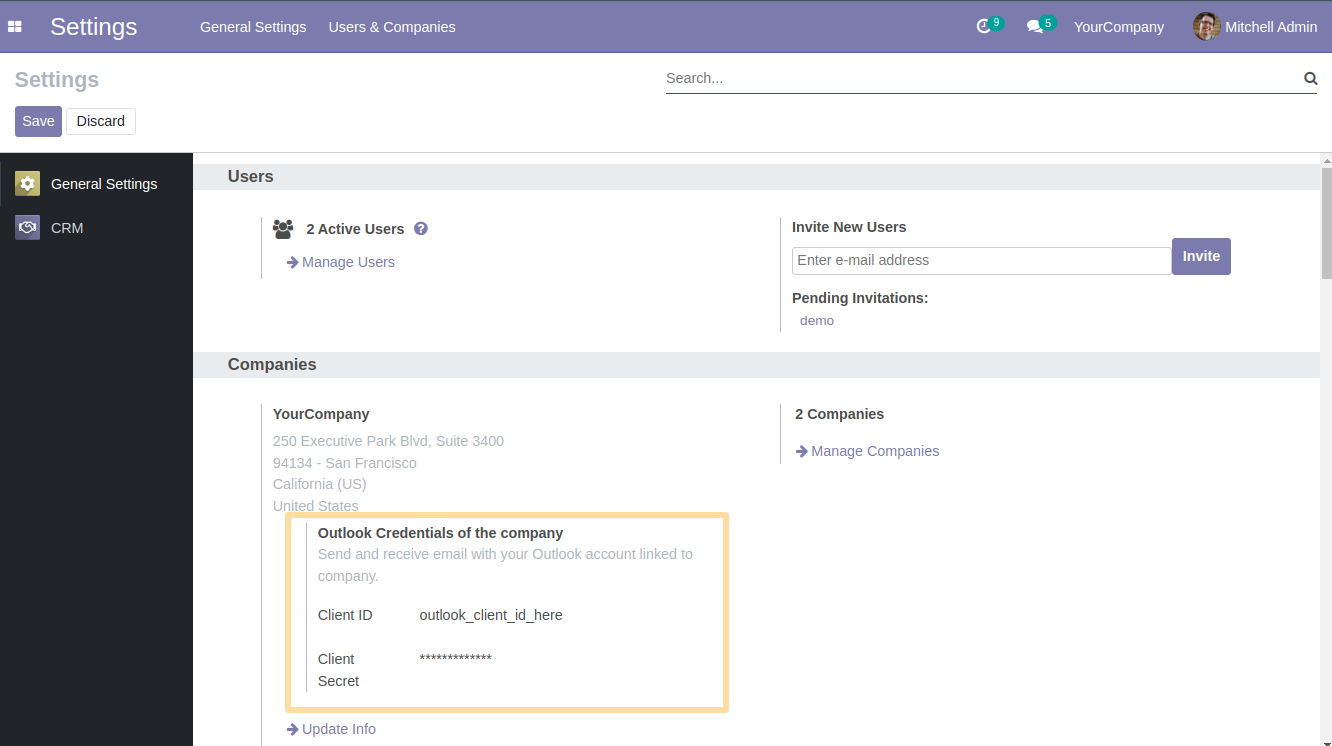 Settings General Settings Users & Companies 9 5 YourCompany Mitchell Admin
Settings
Search...
Save Discard
General Settings
CRM
Users
2 Active Users ?
Manage Users
Invite New Users
Enter e-mail address Invite
Pending Invitations:
demo
Companies
YourCompany
250 Executive Park Blvd, Suite 3400
94134 - San Francisco
California (US)
United States
2 Companies
Manage Companies
Outlook Credentials of the company
Send and receive email with your Outlook account linked to
company.
Client ID outlook_client_id_here
Client *************
Secret
Update Info